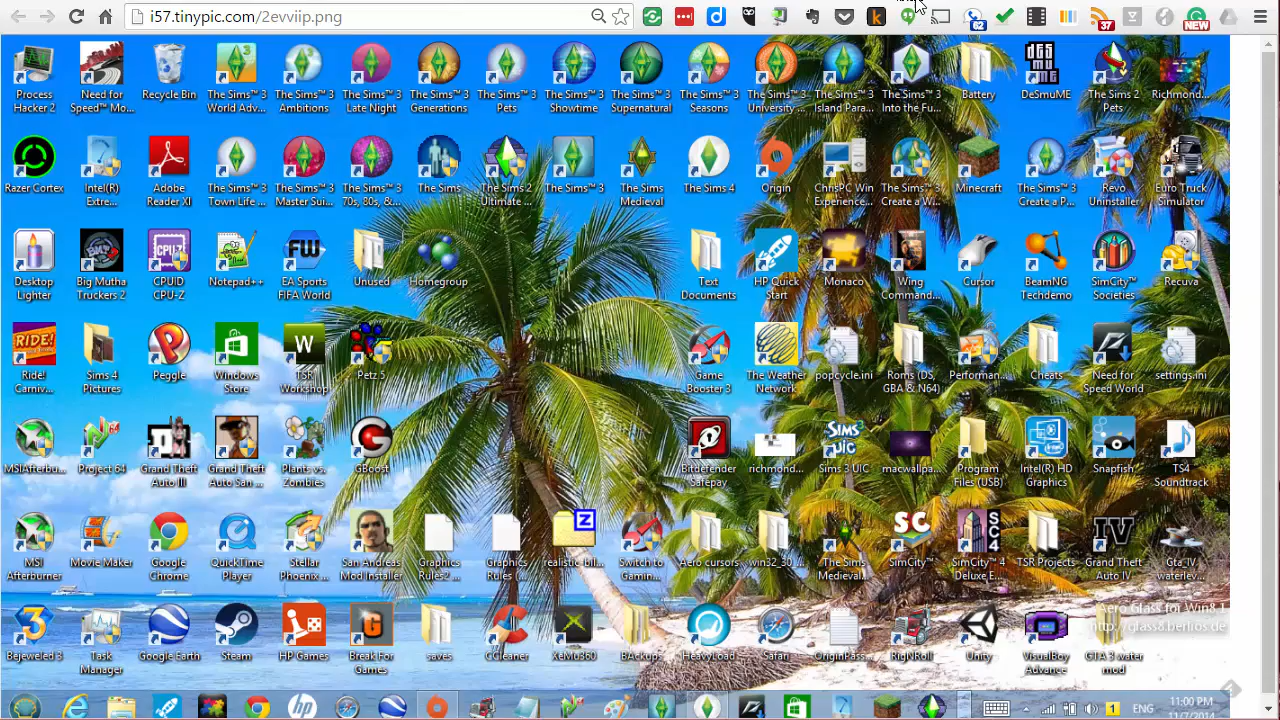 i57.tinypic.com/2evviip.png
62
37
NEW
Process Hacker 2
Need for Speed™ Mo...
Recycle Bin
The Sims™ 3 World Adv...
The Sims™ 3 Ambitions
The Sims™ 3 Late Night
The Sims™ 3 Generations
The Sims™ 3 Pets
The Sims™ 3 Showtime
The Sims™ 3 Supernatural
The Sims™ 3 Seasons
The Sims™ 3 University ...
The Sims™ 3 Island Para...
The Sims™ 3 Into the Fu...
Battery
DeSmuME
The Sims 2 Pets
Richmond...
Razer Cortex
Intel(R) Extre...
Adobe Reader XI
The Sims™ 3 Town Life ...
The Sims™ 3 Master Sui...
The Sims™ 3 70s, 80s, &...
The Sims
The Sims 2 Ultimate ...
The Sims™ 3
The Sims Medieval
The Sims 4
Origin
ChrisPC Win Experience...
The Sims™ 3 Create a W...
Minecraft
The Sims™ 3 Create a P...
Revo Uninstaller
Euro Truck Simulator
Desktop Lighter
Big Mutha Truckers 2
CPUID CPU-Z
Notepad++
EA Sports FIFA World
Unused
Homegroup
Text Documents
HP Quick Start
Monaco
Wing Command...
Cursor
BeamNG Techdemo
SimCity™ Societies
Recuva
Ride! Carniv...
Sims 4 Pictures
Peggle
Windows Store
TSR Workshop
Petz 5
Game Booster 3
The Weather Network
popcycle.ini
Roms (DS, GBA & N64)
Performan...
Cheats
Need for Speed World
settings.ini
MSIAfterbu...
Project 64
Grand Theft Auto III
Grand Theft Auto San ...
Plants vs. Zombies
GBoost
Bitdefender Safepay
richmond...
Sims 3 UIC
macwallpa...
Program Files (USB)
Intel(R) HD Graphics
Snapfish
TS4 Soundtrack
MSI Afterburner
Movie Maker
Google Chrome
QuickTime Player
Stellar Phoenix ...
San Andreas Mod Installer
Graphics Rules2 ...
Graphics Rules (...
realistic_bli...
Switch to Gamin...
Aero cursors
win32_30 ...
The Sims Medieval...
SimCity™
SimCity™ 4 Deluxe E...
TSR Projects
Grand Theft Auto IV
Gta_IV waterlev...
Bejeweled 3
Task Manager
Google Earth
Steam
HP Games
Break For Games
saves
CCleaner
XeMo360
BAckups
HeavyLoad
Safari
OriginPass...
RigNRoll
Unity
VisualBoy Advance
GTA 3 water mod
Aero Glass for Win8.1
http://glass8.berlios.de
ENG
11:00 PM
11/7/2014